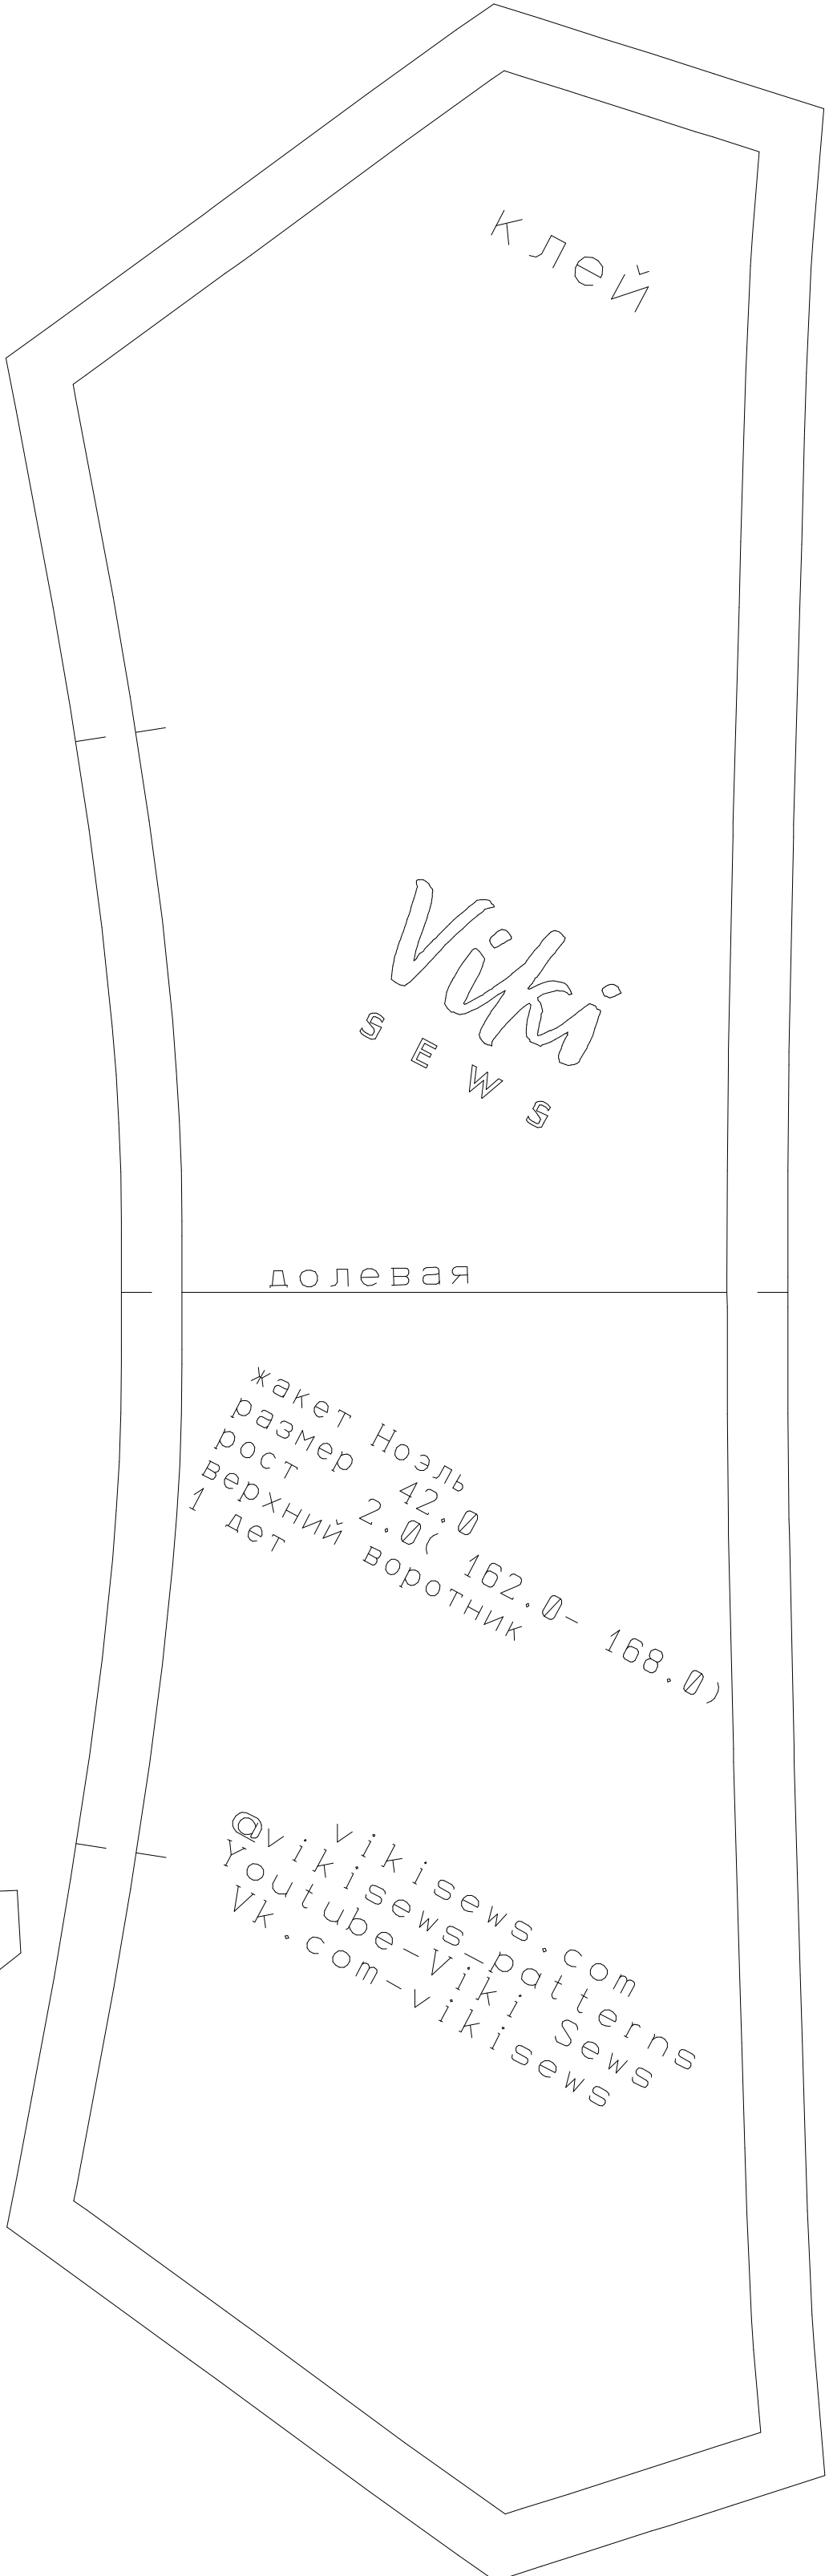 клей
Viki
SEWS
долевая
жакет Ноэль
размер 42.0
рост 2.0( 162.0- 168.0)
верхний воротник
1 дет
vikisews.com
@vikisews_patterns
Youtube-Viki Sews
Vk.com-vikisews